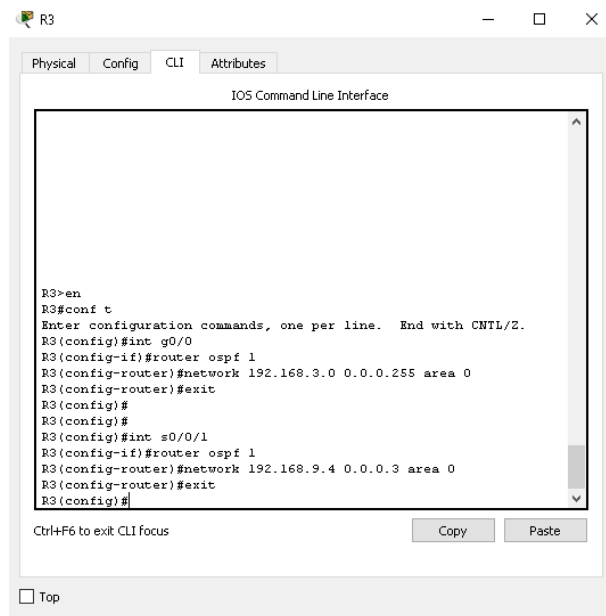 R3
Physical Config CLI Attributes
IOS Command Line Interface
R3>en
R3#conf t
Enter configuration commands, one per line. End with CNTL/Z.
R3(config)#int g0/0
R3(config-if)#router ospf 1
R3(config-router)#network 192.168.3.0 0.0.0.255 area 0
R3(config-router)#exit
R3(config)#
R3(config)#
R3(config)#int s0/0/1
R3(config-if)#router ospf 1
R3(config-router)#network 192.168.9.4 0.0.0.3 area 0
R3(config-router)#exit
R3(config)#
Ctrl+F6 to exit CLI focus Copy Paste
Top